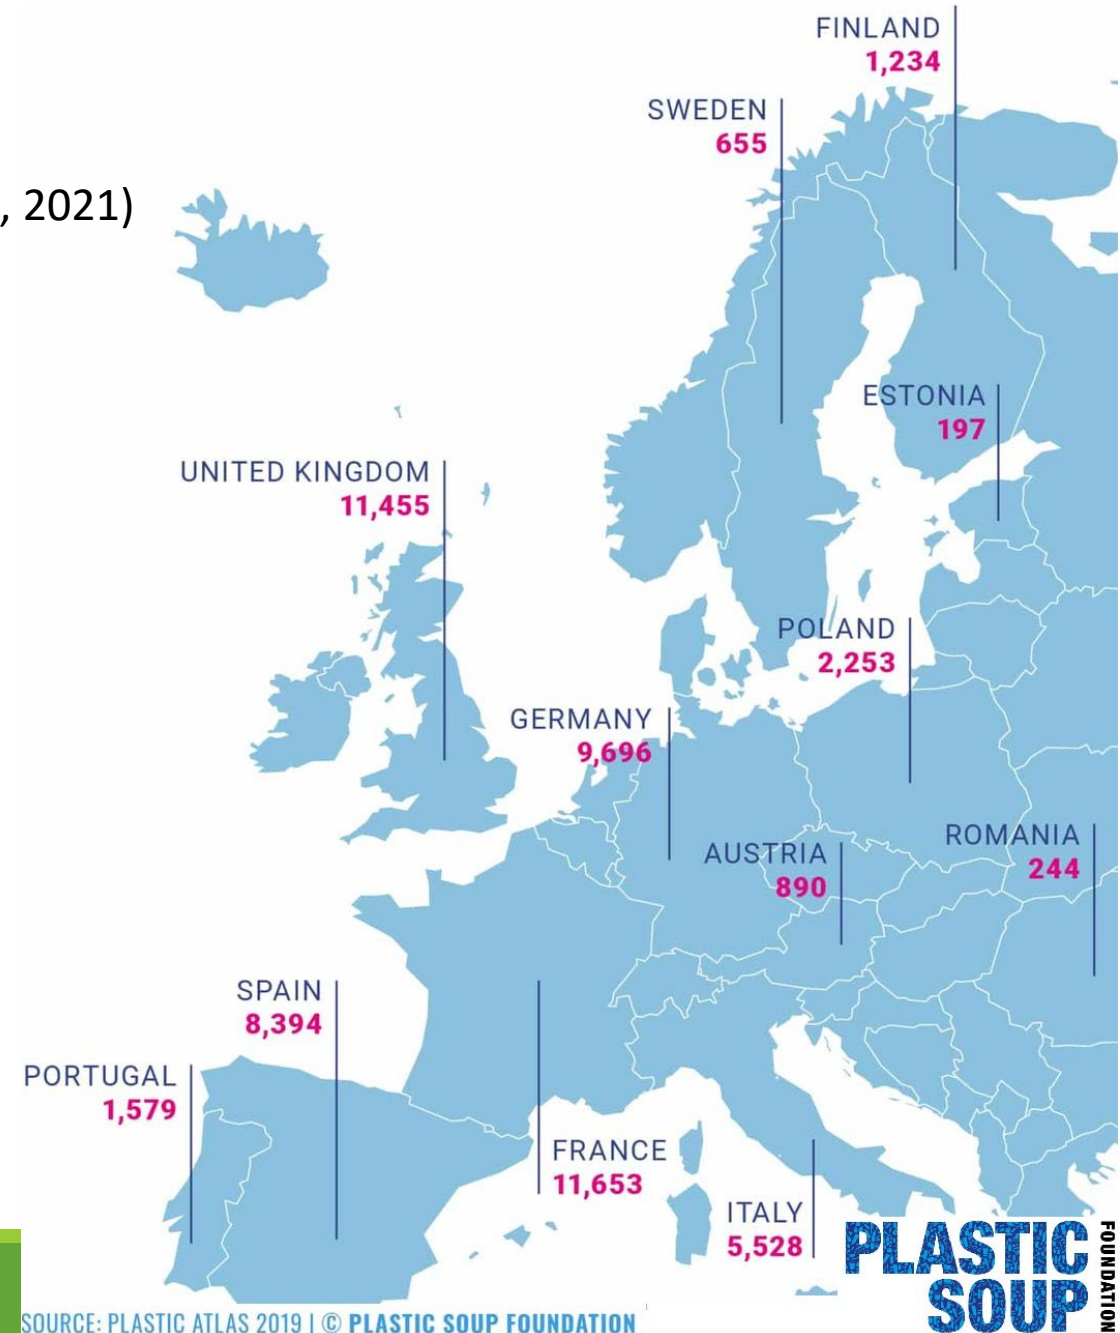 FINLAND
1,234
SWEDEN
655
, 2021)
ESTONIA
197
UNITED KINGDOM
11,455
POLAND
2,253
GERMANY
9,696
ROMANIA
244
AUSTRIA
890
SPAIN
8,394
PORTUGAL
1,579
FRANCE
11,653
ITALY
5,528
PLASTIC
SOUP
FOUNDATION
SOURCE: PLASTIC ATLAS 2019 | © PLASTIC SOUP FOUNDATION